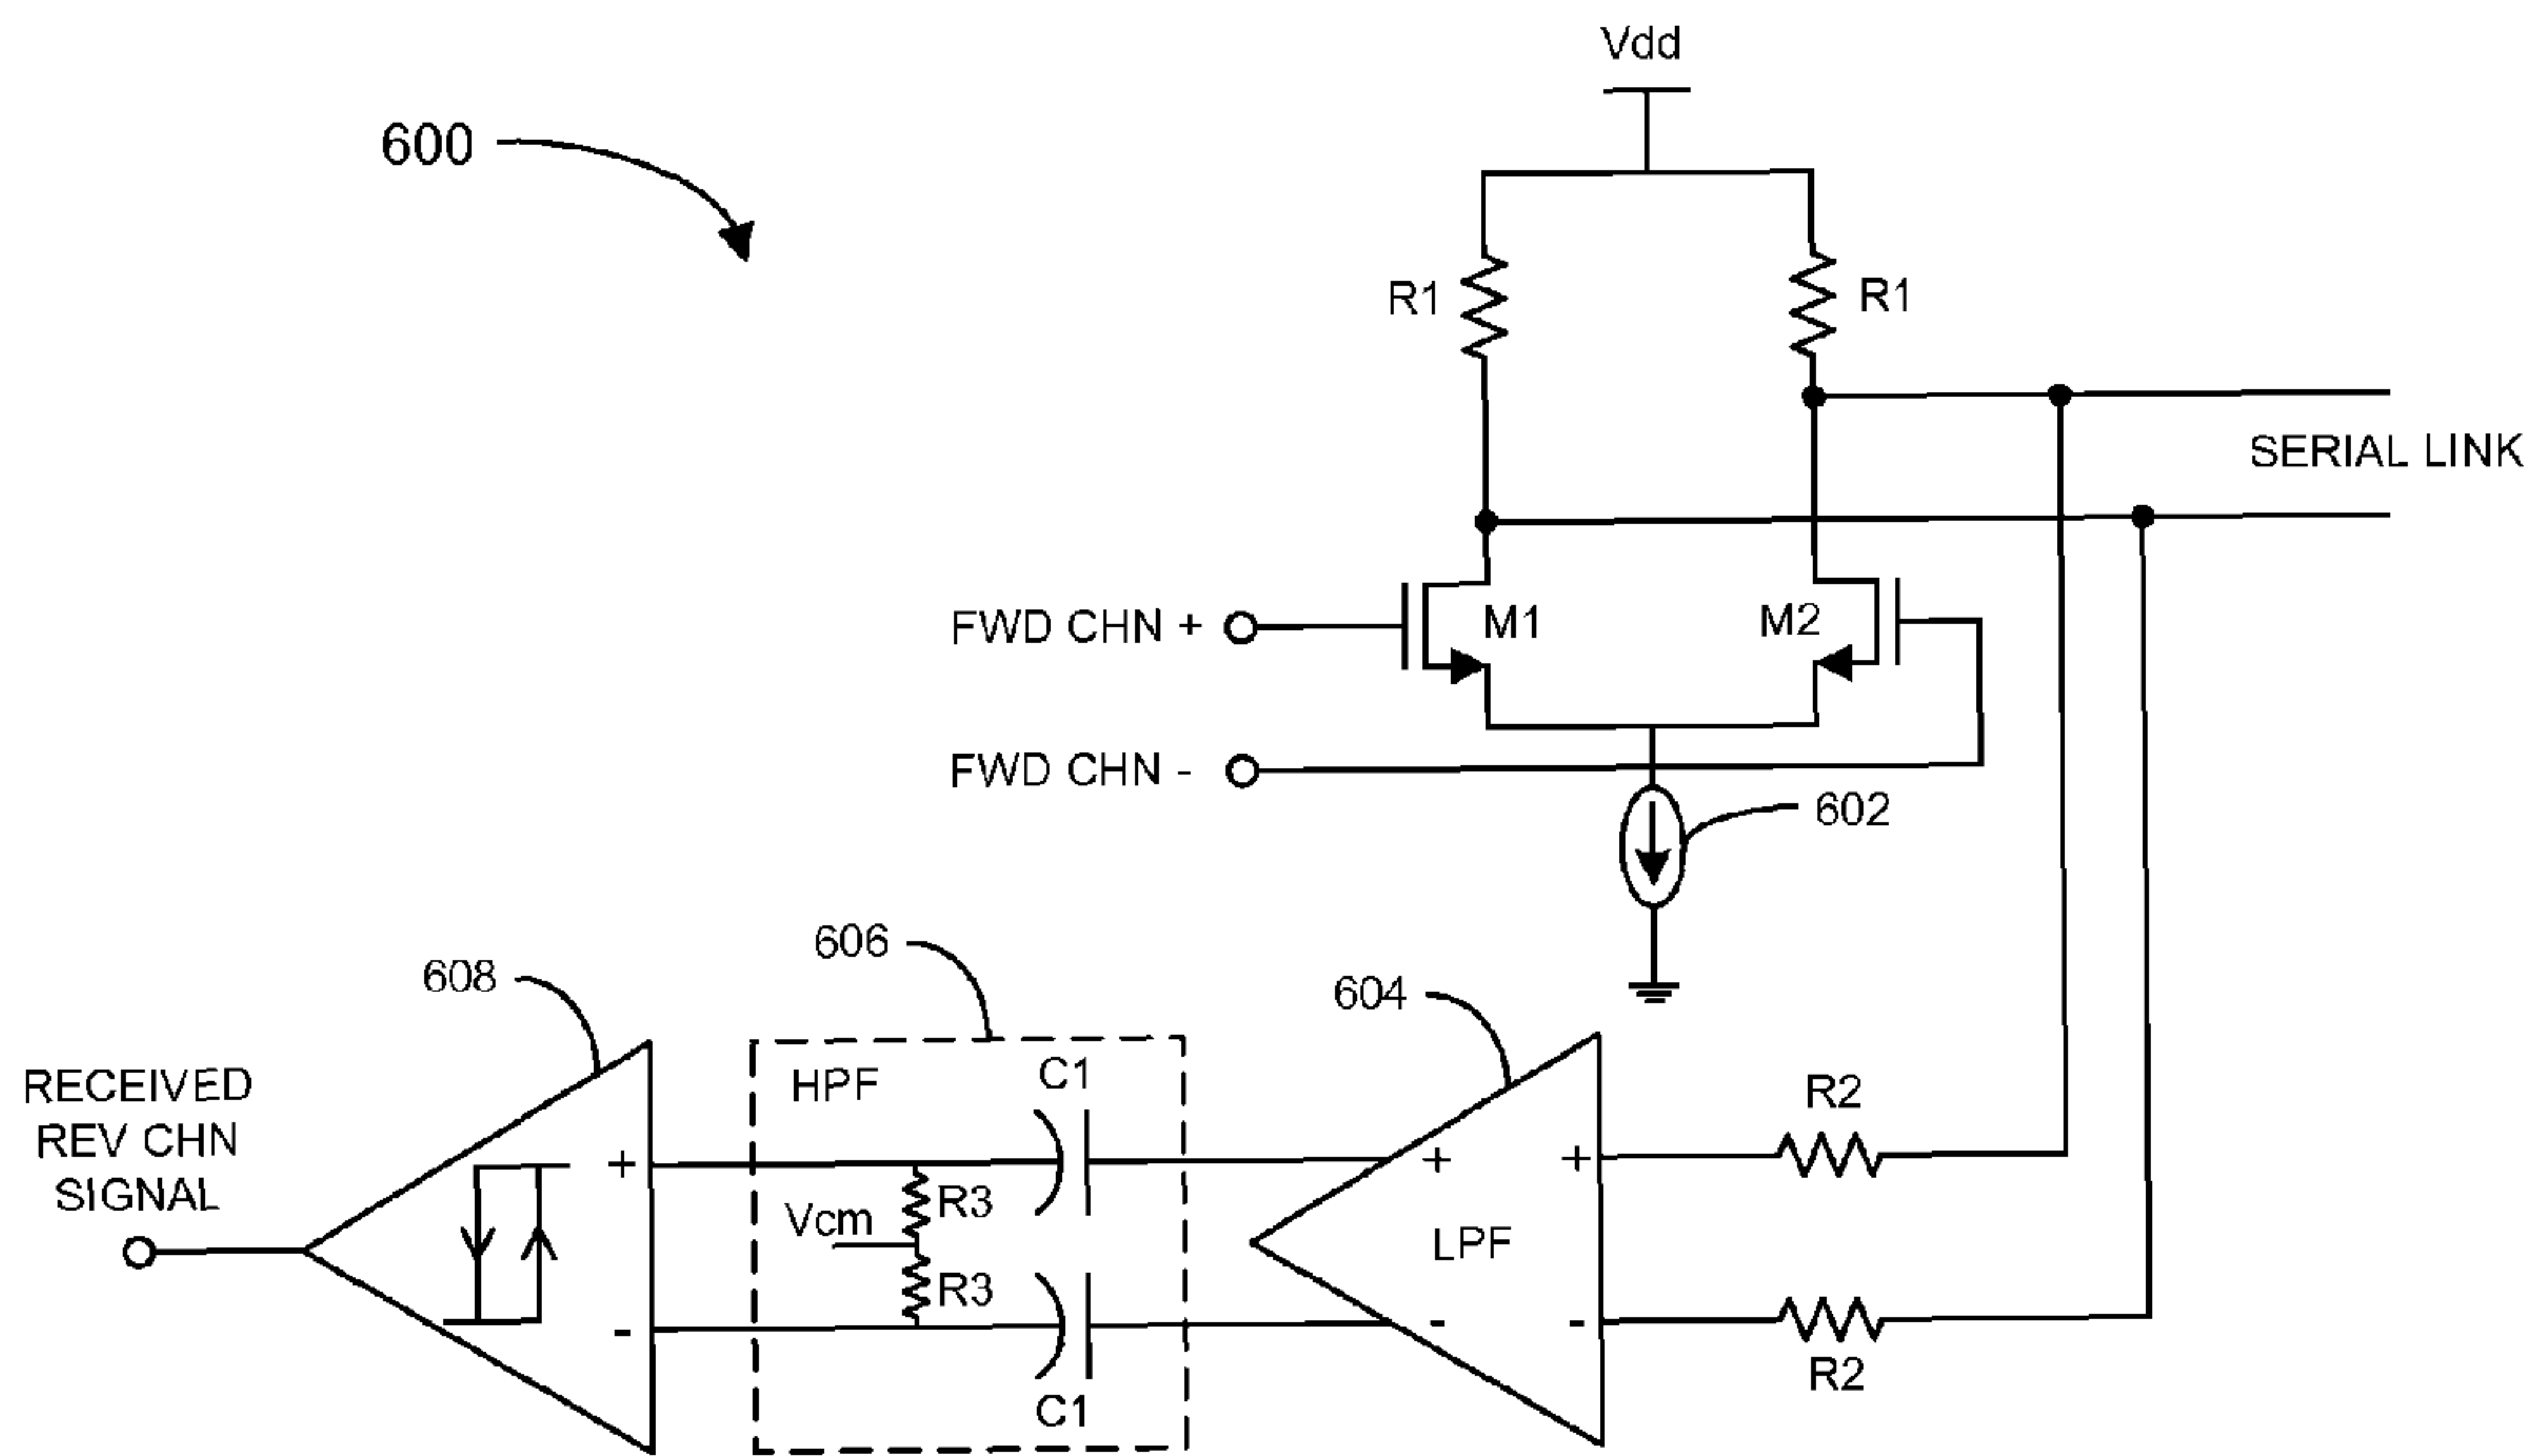 Vdd
600
R1
R1
SERIAL LINK
FWD CHN +
M1
M2
FWD CHN -
602
606
608
604
C1
R2
RECEIVED
REV CHN
SIGNAL
HPF
+
+
+
R3
Vcm
LPF
R3
-
-
-
R2
C1